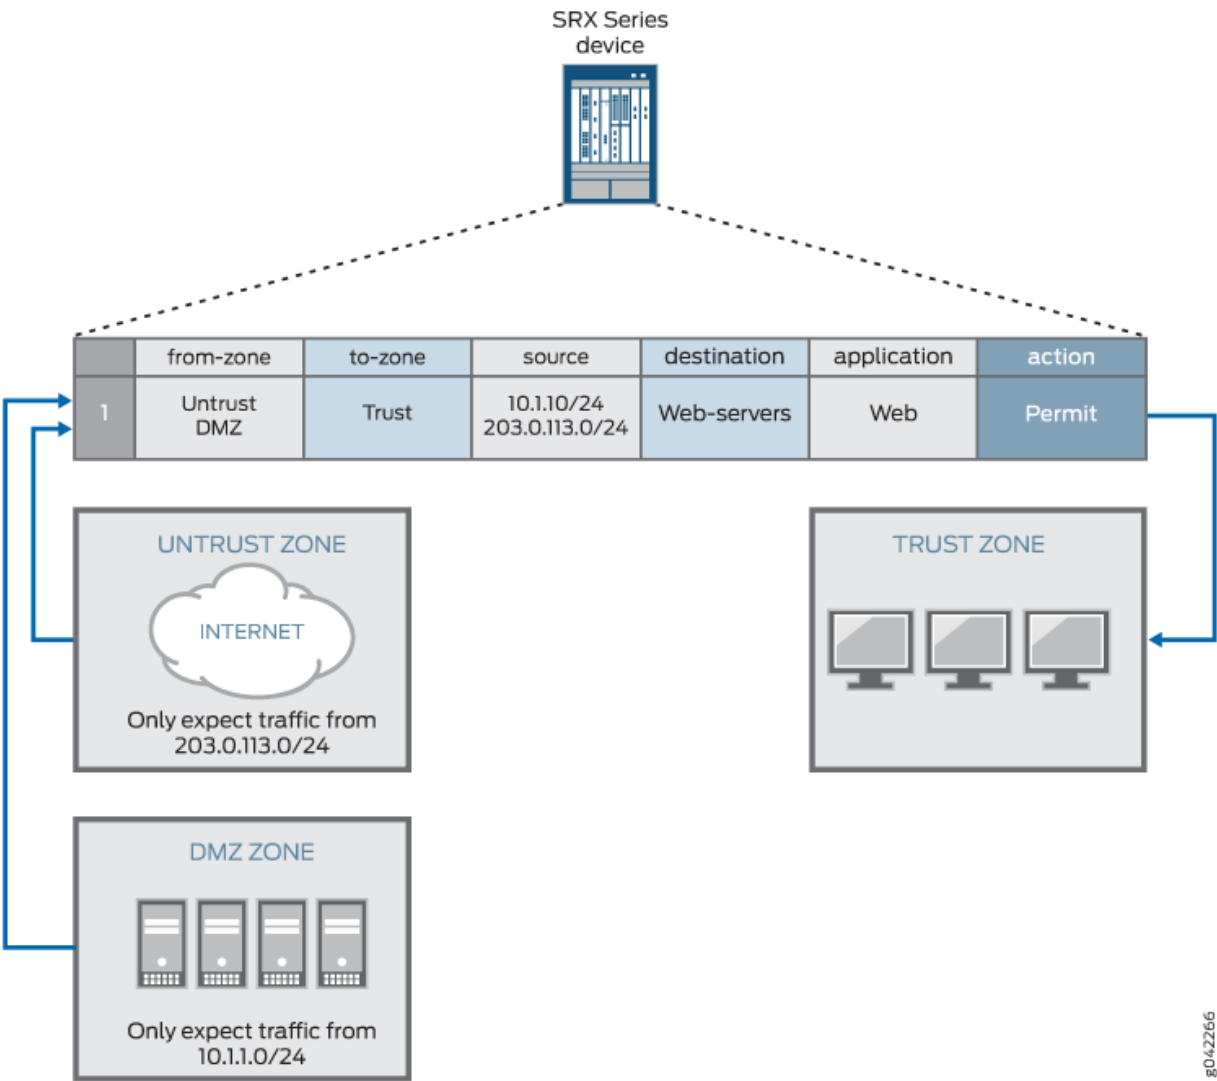 SRX Series
device
from-zone
to-zone
source
destination
application
action
1
Untrust
DMZ
Trust
10.1.10/24
203.0.113.0/24
Web-servers
Web
Permit
UNTRUST ZONE
INTERNET
Only expect traffic from
203.0.113.0/24
TRUST ZONE
DMZ ZONE
Only expect traffic from
10.1.1.0/24
g042266